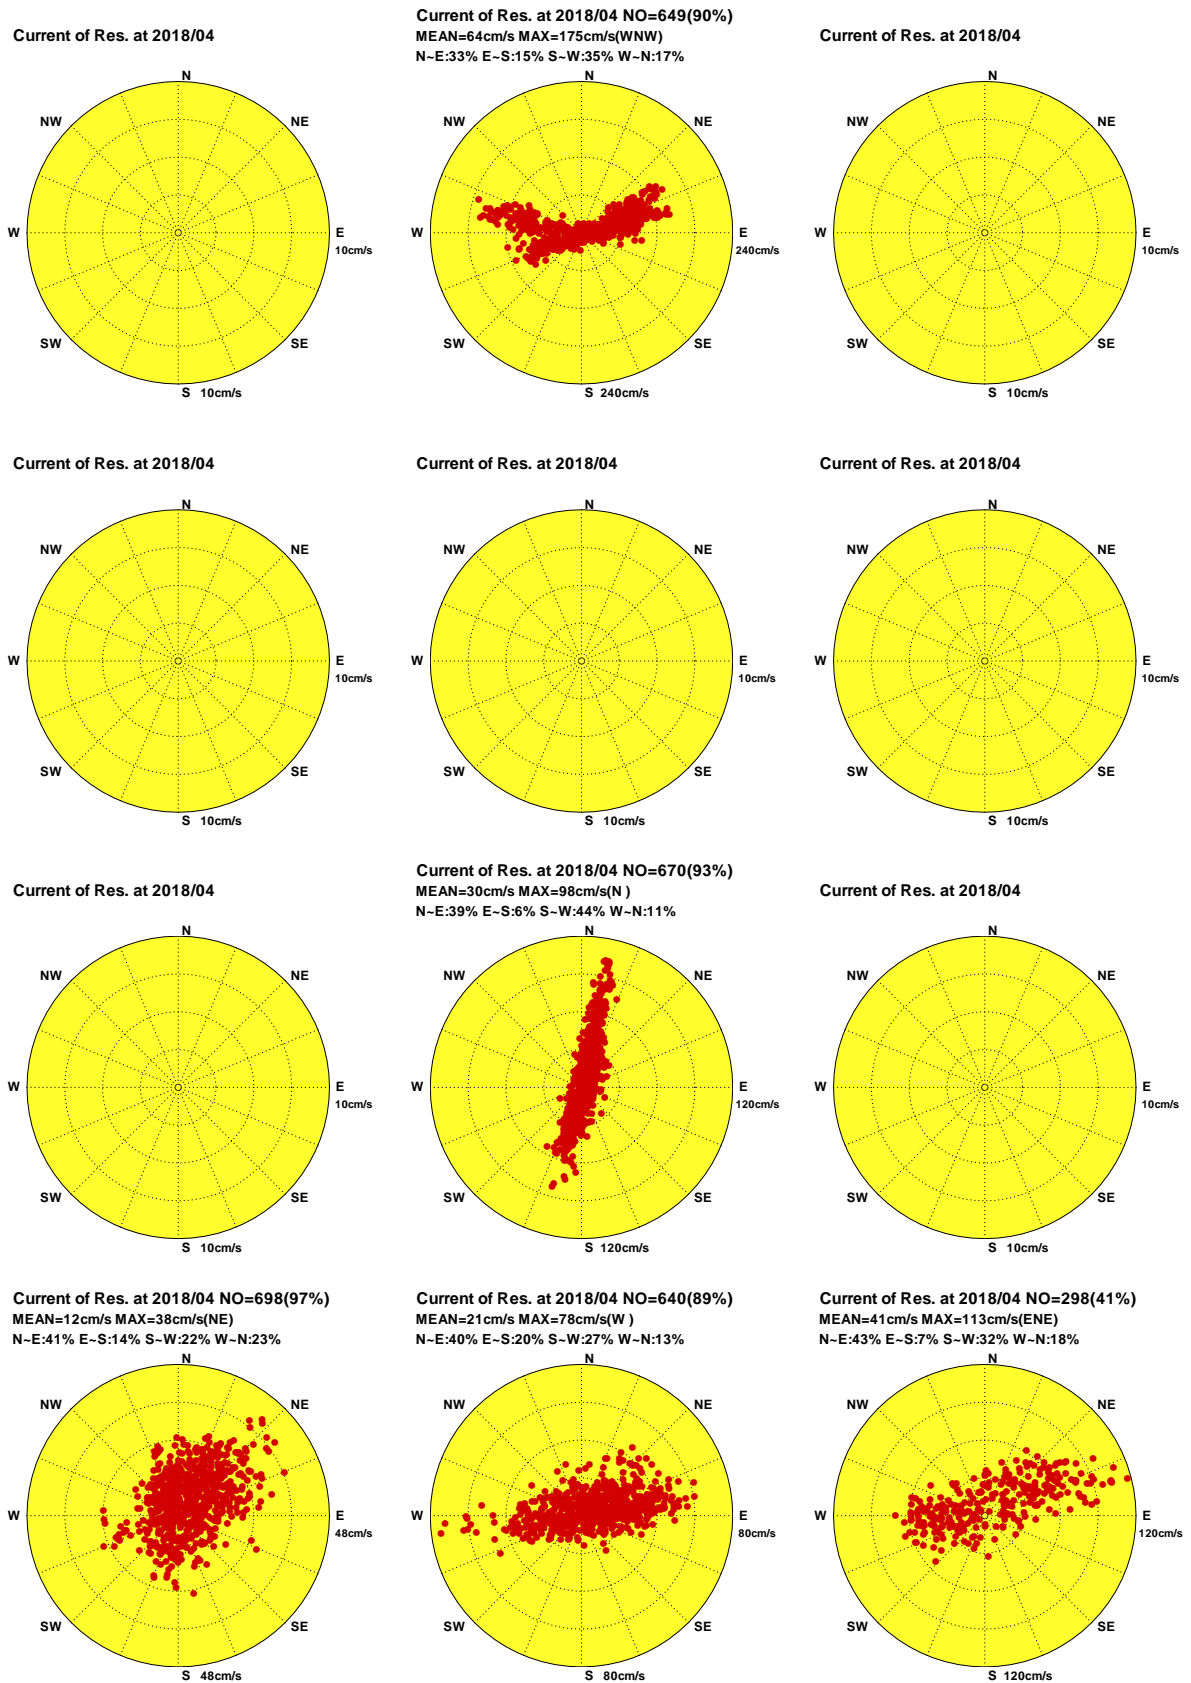 Current of Res. at 2018/04
N
NW
NE
W
E
10cm/s
SW
SE
S 10cm/s
Current of Res. at 2018/04 NO=649(90%)
MEAN=64cm/s MAX=175cm/s(WNW)
N~E:33% E~S:15% S~W:35% W~N:17%
N
NW
NE
W
E
240cm/s
SW
SE
S 240cm/s
Current of Res. at 2018/04
N
NW
NE
W
E
10cm/s
SW
SE
S 10cm/s
Current of Res. at 2018/04
N
NW
NE
W
E
10cm/s
SW
SE
S 10cm/s
Current of Res. at 2018/04
N
NW
NE
W
E
10cm/s
SW
SE
S 10cm/s
Current of Res. at 2018/04
N
NW
NE
W
E
10cm/s
SW
SE
S 10cm/s
Current of Res. at 2018/04
N
NW
NE
W
E
10cm/s
SW
SE
S 10cm/s
Current of Res. at 2018/04 NO=670(93%)
MEAN=30cm/s MAX=98cm/s(N )
N~E:39% E~S:6% S~W:44% W~N:11%
N
NW
NE
W
E
120cm/s
SW
SE
S 120cm/s
Current of Res. at 2018/04
N
NW
NE
W
E
10cm/s
SW
SE
S 10cm/s
Current of Res. at 2018/04 NO=698(97%)
MEAN=12cm/s MAX=38cm/s(NE)
N~E:41% E~S:14% S~W:22% W~N:23%
N
NW
NE
W
E
48cm/s
SW
SE
S 48cm/s
Current of Res. at 2018/04 NO=640(89%)
MEAN=21cm/s MAX=78cm/s(W )
N~E:40% E~S:20% S~W:27% W~N:13%
N
NW
NE
W
E
80cm/s
SW
SE
S 80cm/s
Current of Res. at 2018/04 NO=298(41%)
MEAN=41cm/s MAX=113cm/s(ENE)
N~E:43% E~S:7% S~W:32% W~N:18%
N
NW
NE
W
E
120cm/s
SW
SE
S 120cm/s